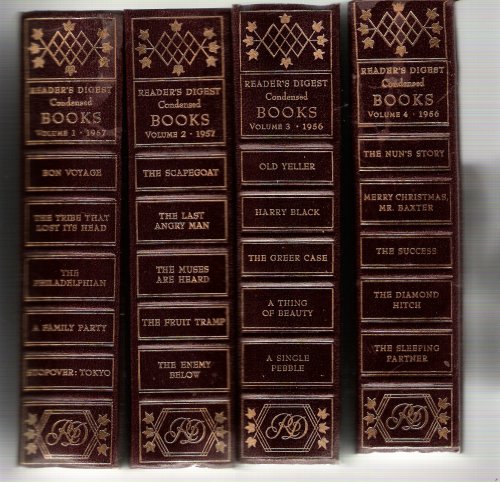 READER'S DIGEST
Condensed
BOOKS
VOLUME 1 • 1957
BON VOYAGE
THE TRIBE THAT
LOST ITS HEAD
THE
PHILADELPHIAN
A FAMILY PARTY
STOPOVER: TOKYO
RD
READER'S DIGEST
Condensed
BOOKS
VOLUME 2 • 1957
THE SCAPEGOAT
THE LAST
ANGRY MAN
THE MUSES
ARE HEARD
THE FRUIT TRAMP
THE ENEMY
BELOW
RD
READER'S DIGEST
Condensed
BOOKS
VOLUME 3 • 1956
OLD YELLER
HARRY BLACK
THE GREER CASE
A THING
OF BEAUTY
A SINGLE
PEBBLE
RD
READER'S DIGEST
Condensed
BOOKS
VOLUME 4 • 1956
THE NUN'S STORY
MERRY CHRISTMAS,
MR. BAXTER
THE SUCCESS
THE DIAMOND
HITCH
THE SLEEPING
PARTNER
RD